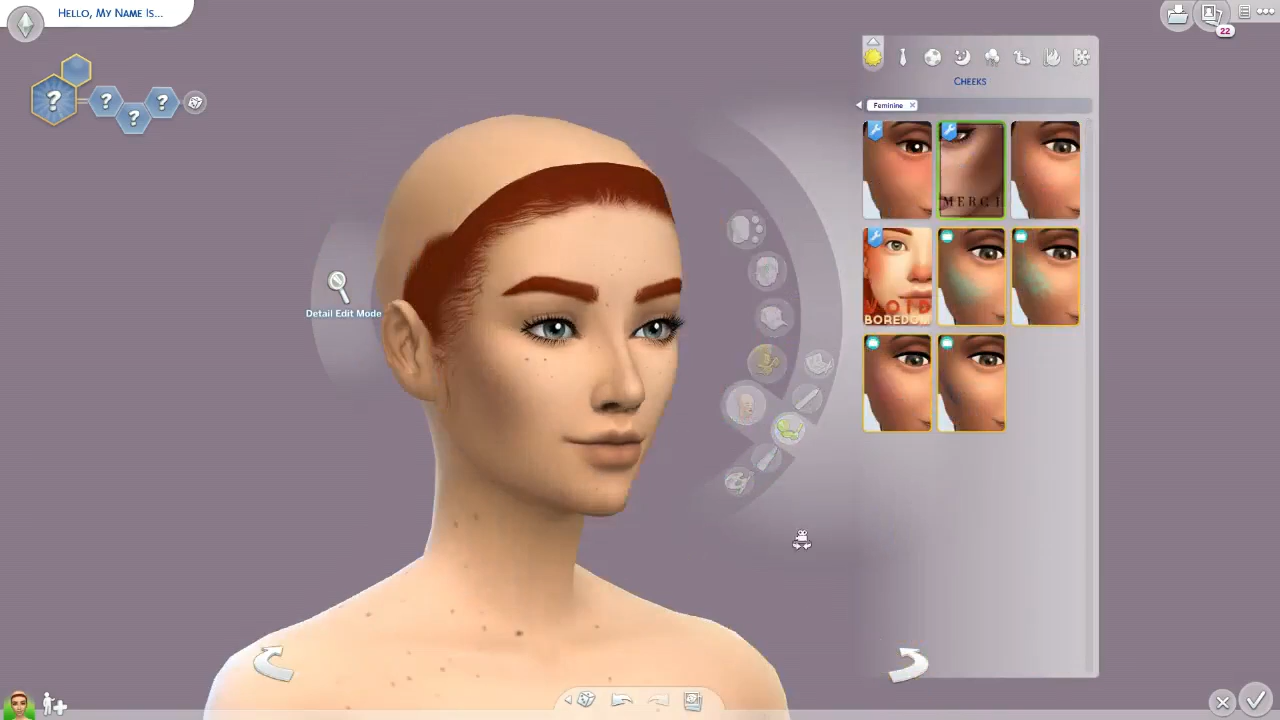 Hello, My Name Is...
22
Cheeks
Feminine
MERCI
VOID
BOREDOM
Detail Edit Mode
?
?
?
?